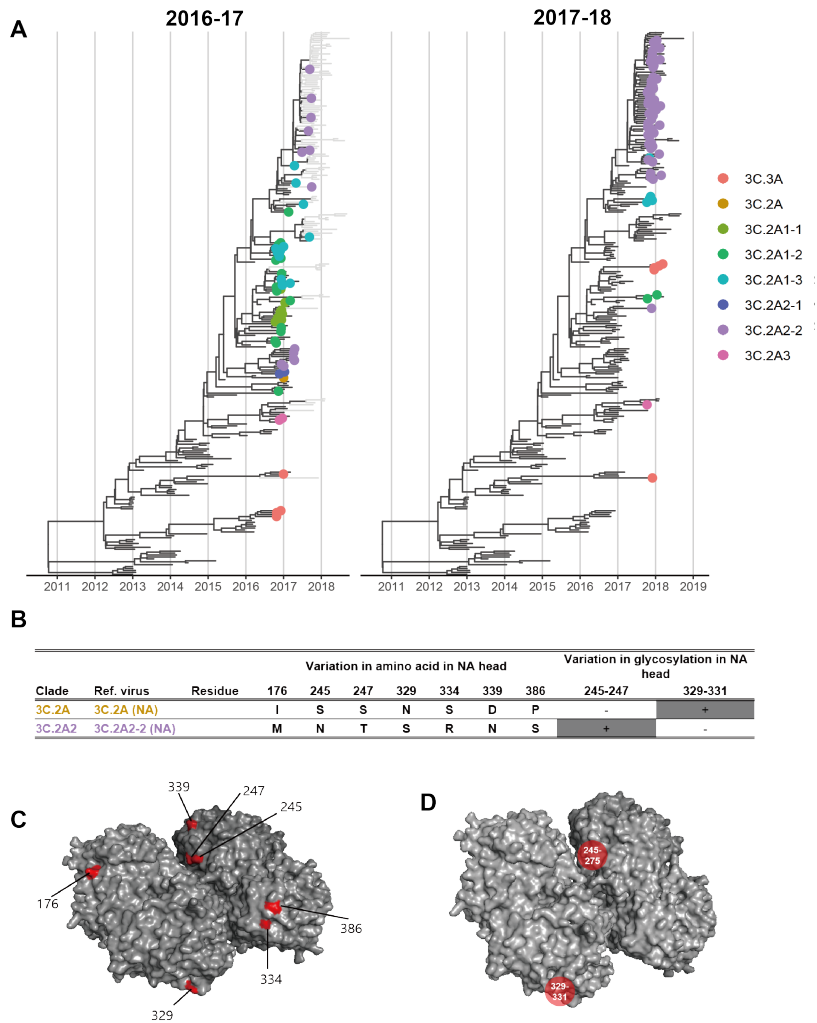 2016-17
2017-18
A
3C.3A
3C.2A
3C.2A1-1
3C.2A1-2
3C.2A1-3
3C.2A2-1
3C.2A2-2
3C.2A3
2011 2012 2013 2014 2015 2016 2017 2018
2011 2012 2013 2014 2015 2016 2017 2018 2019
B
Variation in amino acid in NA head
Variation in glycosylation in NA head
Clade Ref. virus Residue 176 245 247 329 334 339 386 245-247 329-331
3C.2A 3C.2A (NA) I S S N S D P - +
3C.2A2 3C.2A2-2 (NA) M N T S R N S + -
C
339
247
245
176
386
334
329
D
245-
275
329-
331